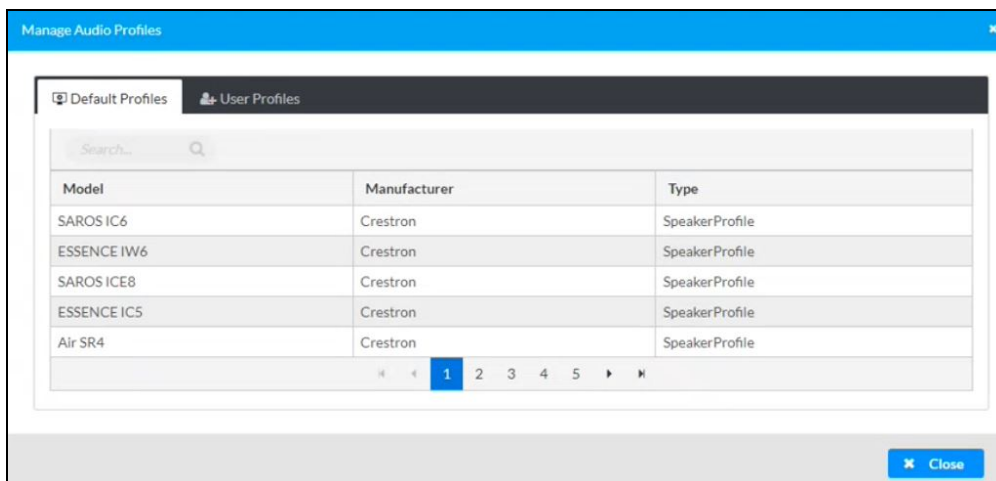 Manage Audio Profiles
Default Profiles User Profiles
Search...
Model Manufacturer Type
SAROS IC6 Crestron SpeakerProfile
ESSENCE IW6 Crestron SpeakerProfile
SAROS ICE8 Crestron SpeakerProfile
ESSENCE IC5 Crestron SpeakerProfile
Air SR4 Crestron SpeakerProfile
1 2 3 4 5
Close